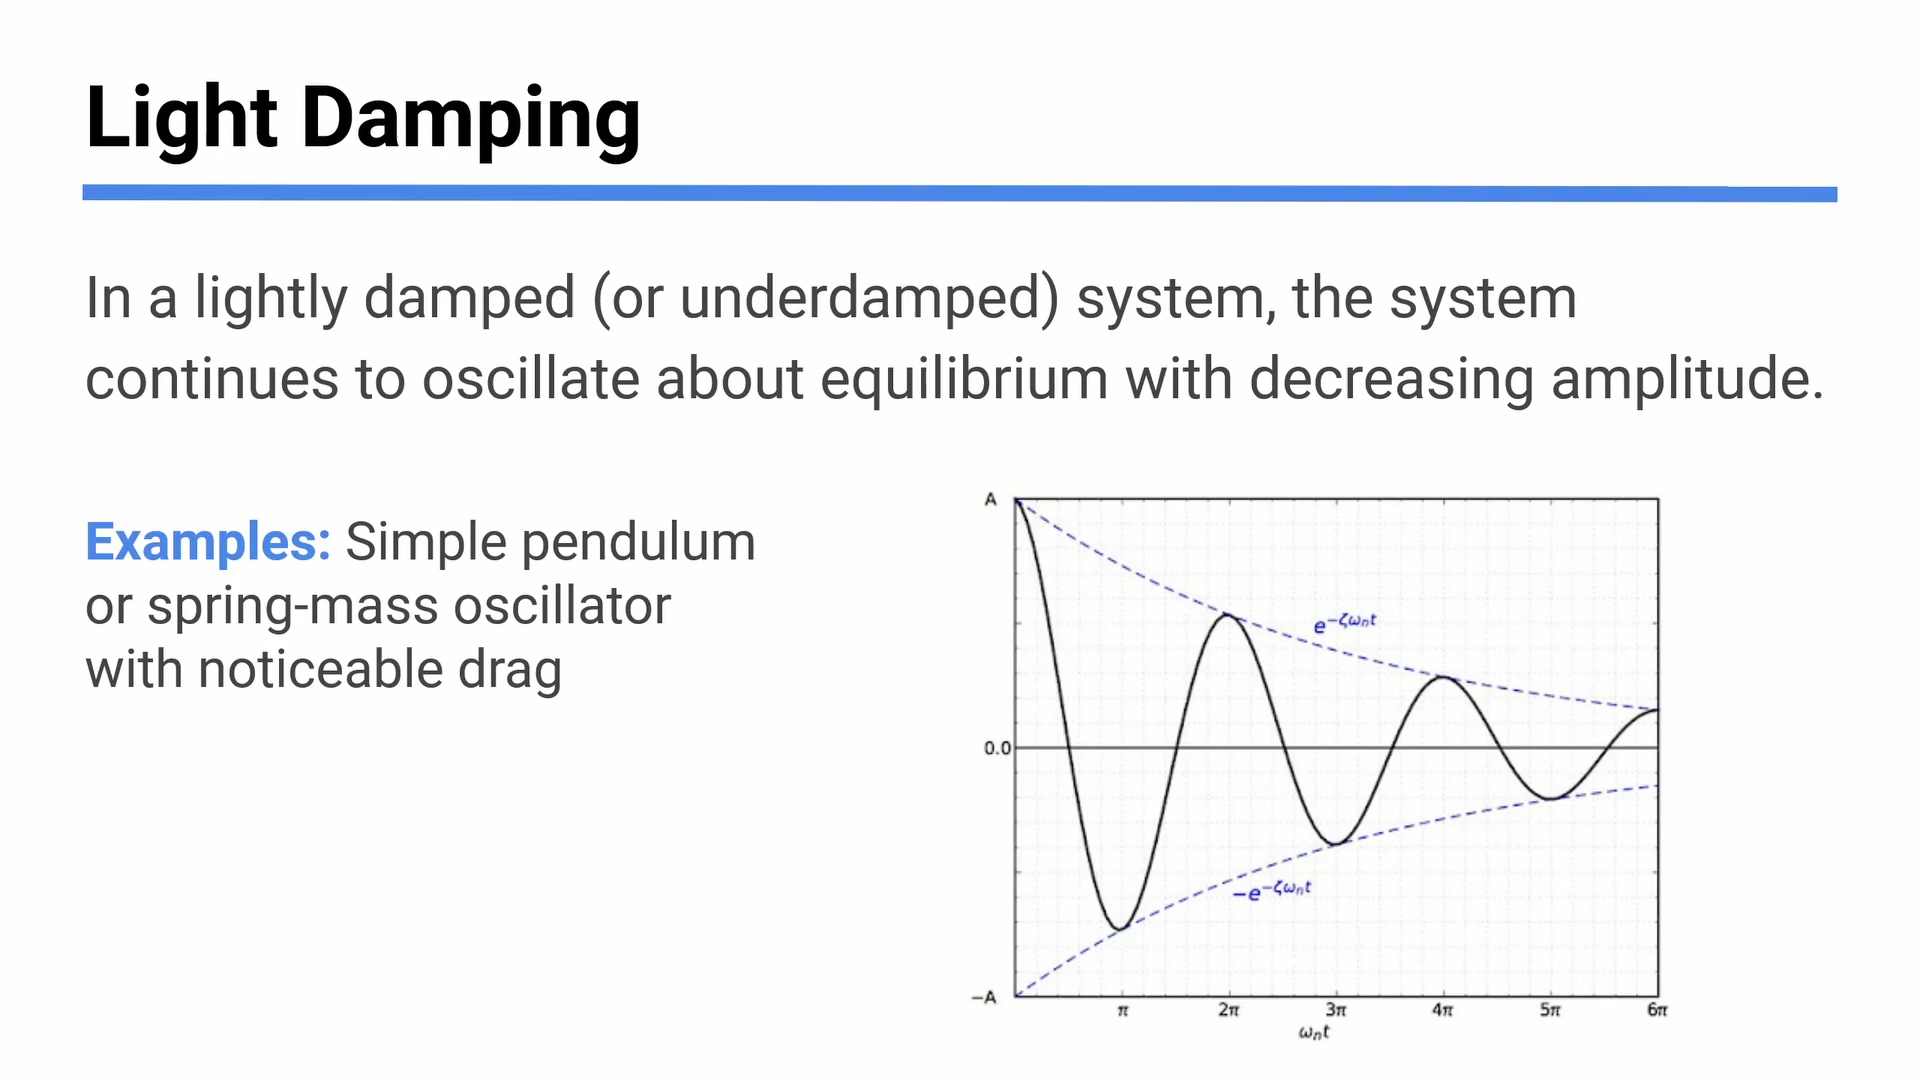 Light Damping
In a lightly damped (or underdamped) system, the system
continues to oscillate about equilibrium with decreasing amplitude.
Examples: Simple pendulum
or spring-mass oscillator
with noticeable drag
A
e^{-ζω_n t}
0.0
-e^{-ζω_n t}
−A
π 2π 3π 4π 5π 6π
ω_n t